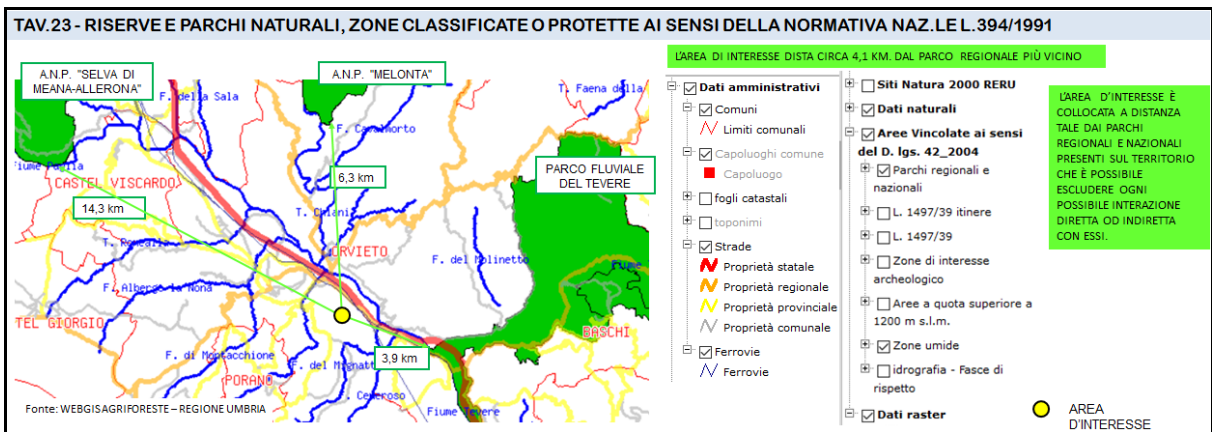 TAV.23 - RISERVE E PARCHI NATURALI, ZONE CLASSIFICATE O PROTETTE AI SENSI DELLA NORMATIVA NAZ.LE L.394/1991
L'AREA DI INTERESSE DISTA CIRCA 4,1 KM. DAL PARCO REGIONALE PIÙ VICINO
A.N.P. "SELVA DI
MEANA-ALLERONA"
A.N.P. "MELONTA"
F. della Sala
T. Faena della
F. Cavalmorto
PARCO FLUVIALE
DEL TEVERE
CASTEL VISCARDO
6,3 km
14,3 km
T. Chiani
ORVIETO
F. del Molinetto
Fiume
F. Albergo la Nona
TEL GIORGIO
BASCHI
F. di Montacchione
F. del Mignatt
3,9 km
PORANO
Fiume Tevere
Fonte: WEBGIS AGRIFORESTE – REGIONE UMBRIA
Dati amministrativi
Comuni
Limiti comunali
Capoluoghi comune
Capoluogo
fogli catastali
toponimi
Strade
Proprietà statale
Proprietà regionale
Proprietà provinciale
Proprietà comunale
Ferrovie
Ferrovie
Siti Natura 2000 RERU
Dati naturali
Aree Vincolate ai sensi
del D. lgs. 42_2004
Parchi regionali e
nazionali
L. 1497/39 itinere
L. 1497/39
Zone di interesse
archeologico
Aree a quota superiore a
1200 m s.l.m.
Zone umide
idrografia - Fasce di
rispetto
Dati raster
L'AREA D'INTERESSE È
COLLOCATA A DISTANZA
TALE DAI PARCHI
REGIONALI E NAZIONALI
PRESENTI SUL TERRITORIO
CHE È POSSIBILE
ESCLUDERE OGNI
POSSIBILE INTERAZIONE
DIRETTA OD INDIRETTA
CON ESSI.
AREA
D'INTERESSE